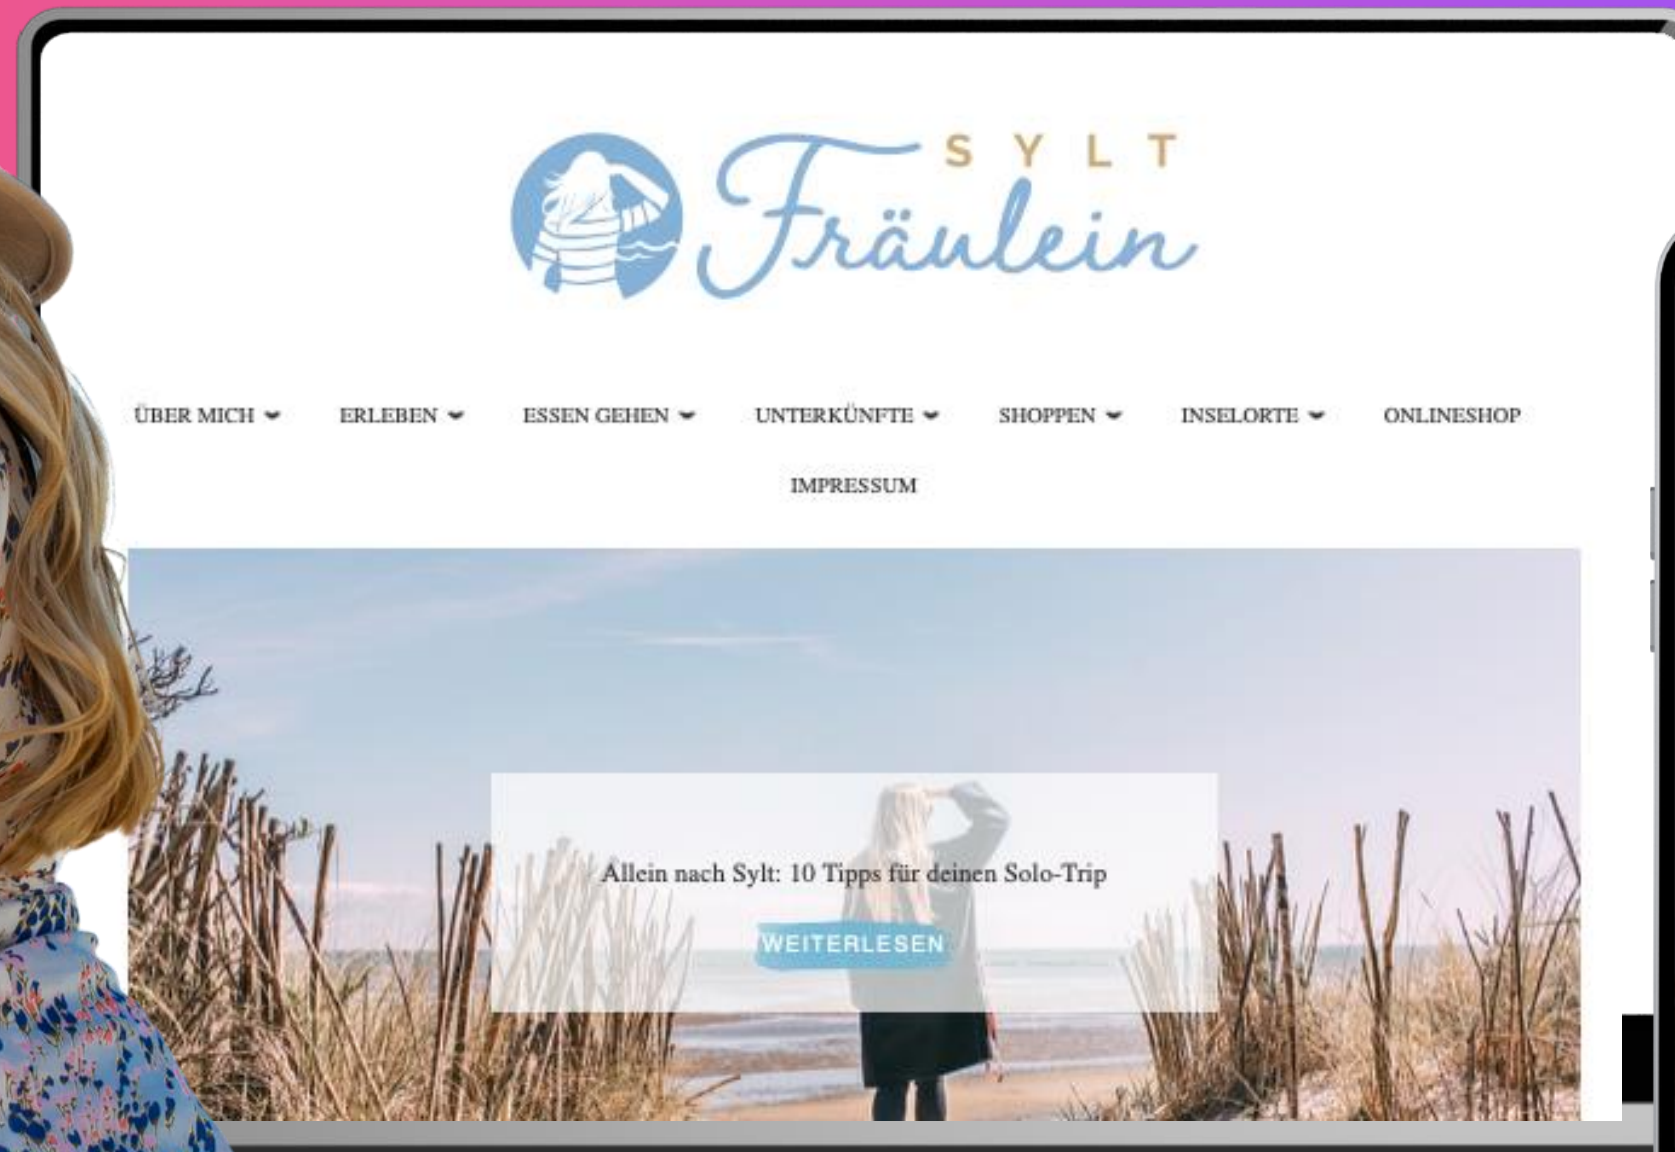 SYLT
Fräulein
ÜBER MICH ERLEBEN ESSEN GEHEN UNTERKÜNFTE SHOPPEN INSELORTE ONLINESHOP
IMPRESSUM
Allein nach Sylt: 10 Tipps für deinen Solo-Trip
WEITERLESEN